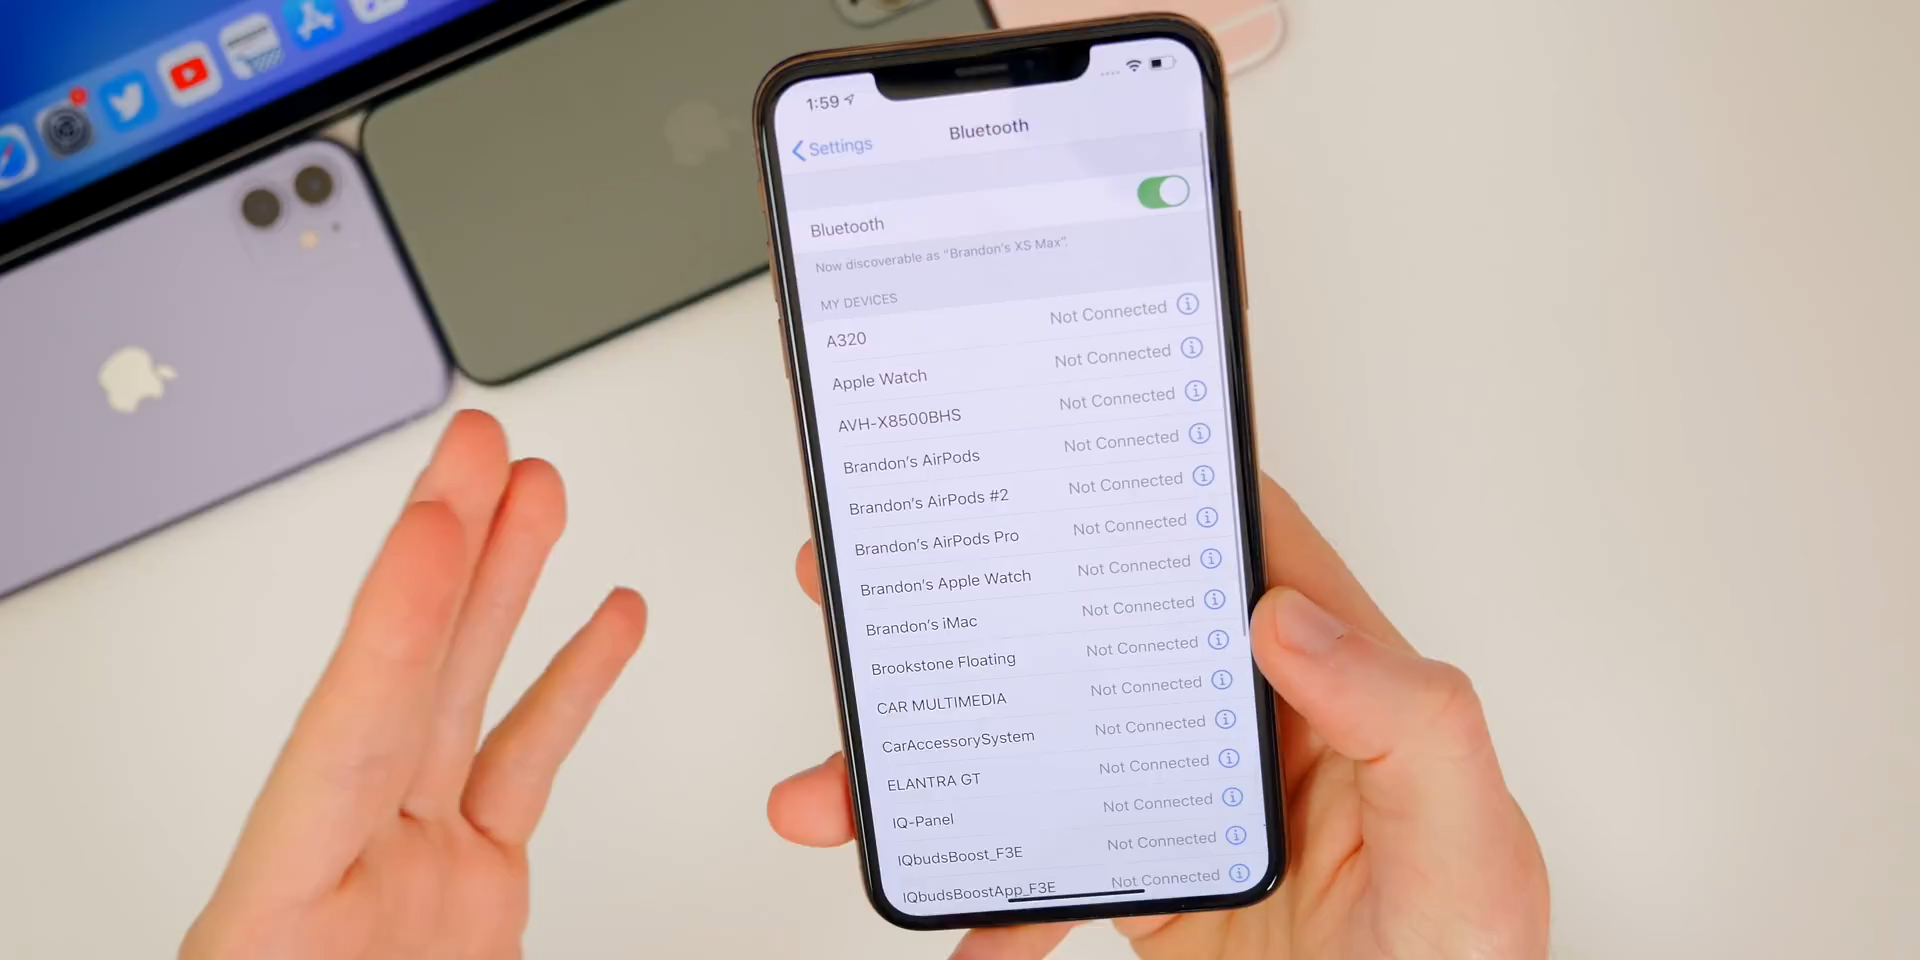 1:59
Settings
Bluetooth
Bluetooth
Now discoverable as “Brandon’s XS Max”.
MY DEVICES
A320 Not Connected
Apple Watch Not Connected
AVH-X8500BHS Not Connected
Brandon’s AirPods Not Connected
Brandon’s AirPods #2 Not Connected
Brandon’s AirPods Pro Not Connected
Brandon’s Apple Watch Not Connected
Brandon’s iMac Not Connected
Brookstone Floating Not Connected
CAR MULTIMEDIA Not Connected
CarAccessorySystem Not Connected
ELANTRA GT Not Connected
IQ-Panel Not Connected
IQbudsBoost_F3E Not Connected
IQbudsBoostApp_F3E Not Connected